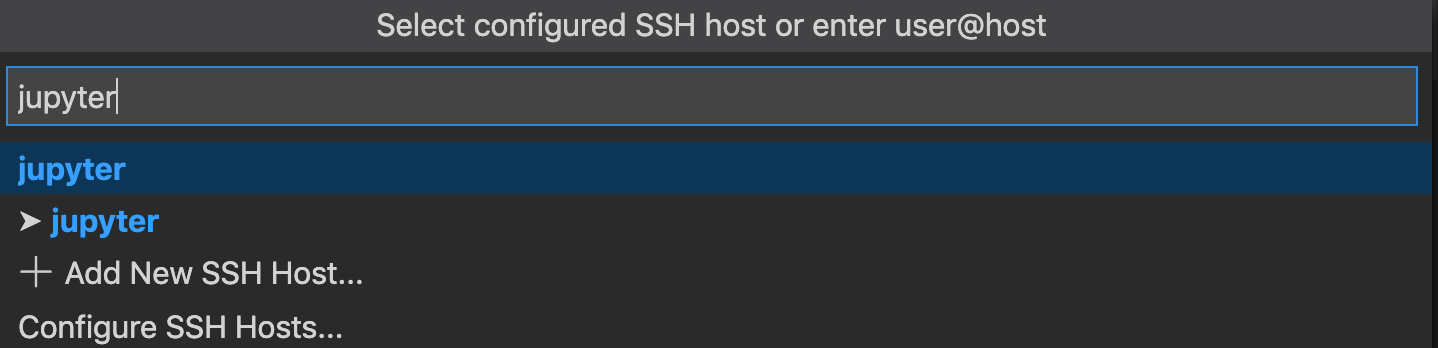 Select configured SSH host or enter user@host
jupyter
jupyter
➤ jupyter
+ Add New SSH Host...
Configure SSH Hosts...